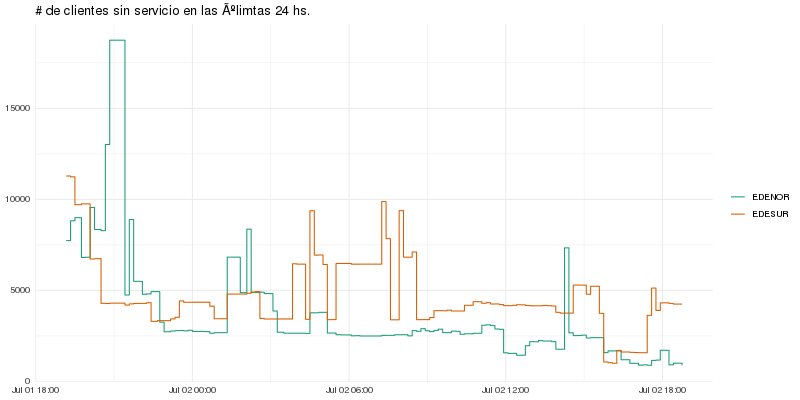 # de clientes sin servicio en las Ãºlimtas 24 hs.
15000
10000
5000
0
Jul 01 18:00
Jul 02 00:00
Jul 02 06:00
Jul 02 12:00
Jul 02 18:00
EDENOR
EDESUR